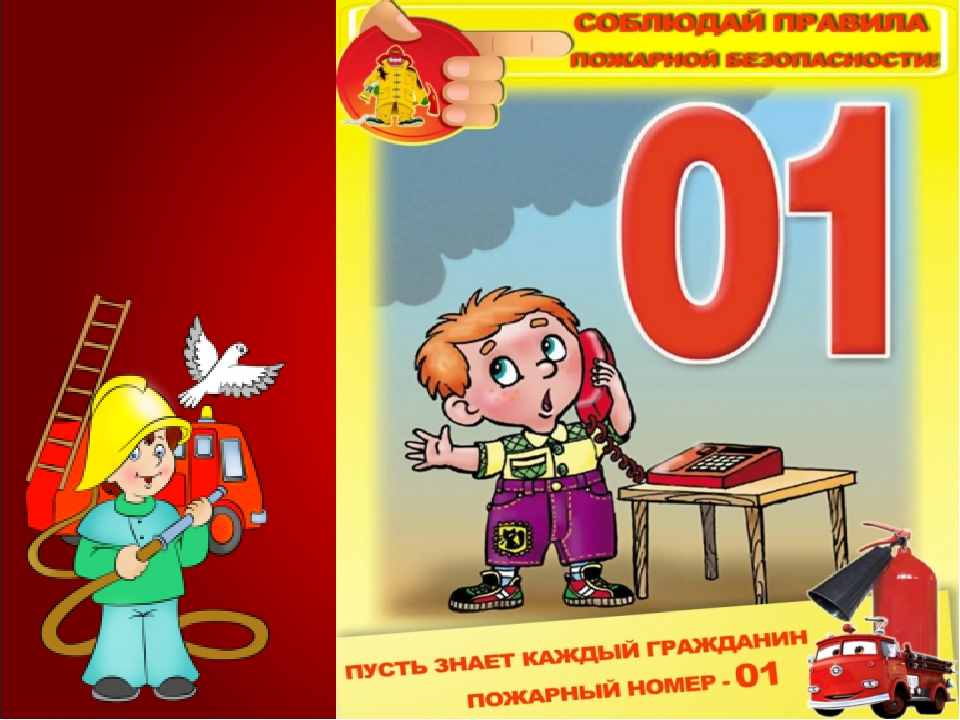 СОБЛЮДАЙ ПРАВИЛА
ПОЖАРНОЙ БЕЗОПАСНОСТИ!
01
ПУСТЬ ЗНАЕТ КАЖДЫЙ ГРАЖДАНИН
ПОЖАРНЫЙ НОМЕР - 01